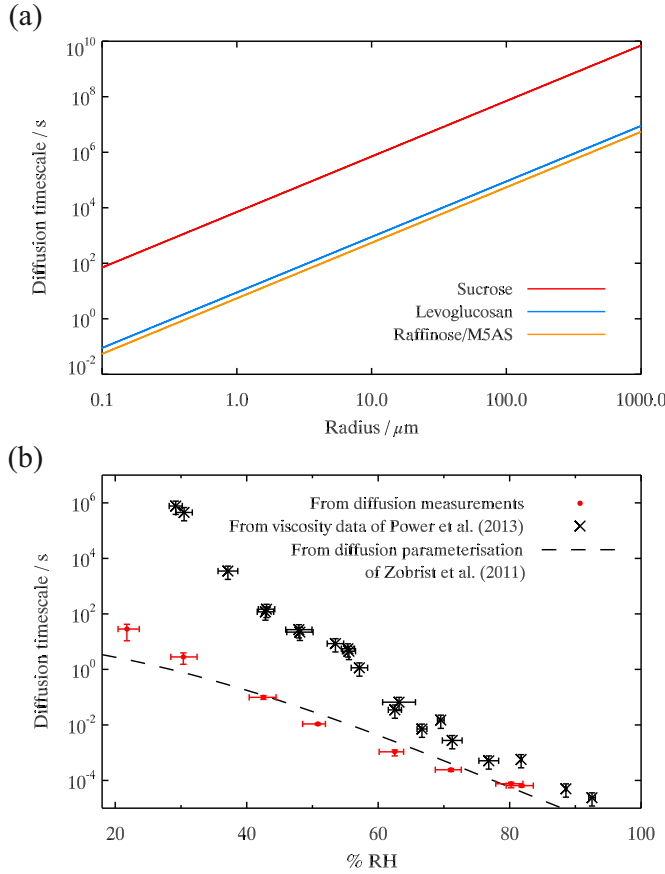 (a)
10^10
10^8
10^6
10^4
10^2
10^0
10^-2
Diffusion timescale / s
Sucrose
Levoglucosan
Raffinose/M5AS
0.1
1.0
10.0
100.0
1000.0
Radius / μm
(b)
10^6
10^4
10^2
10^0
10^-2
10^-4
Diffusion timescale / s
From diffusion measurements
From viscosity data of Power et al. (2013)
From diffusion parameterisation
of Zobrist et al. (2011)
20
40
60
80
100
% RH